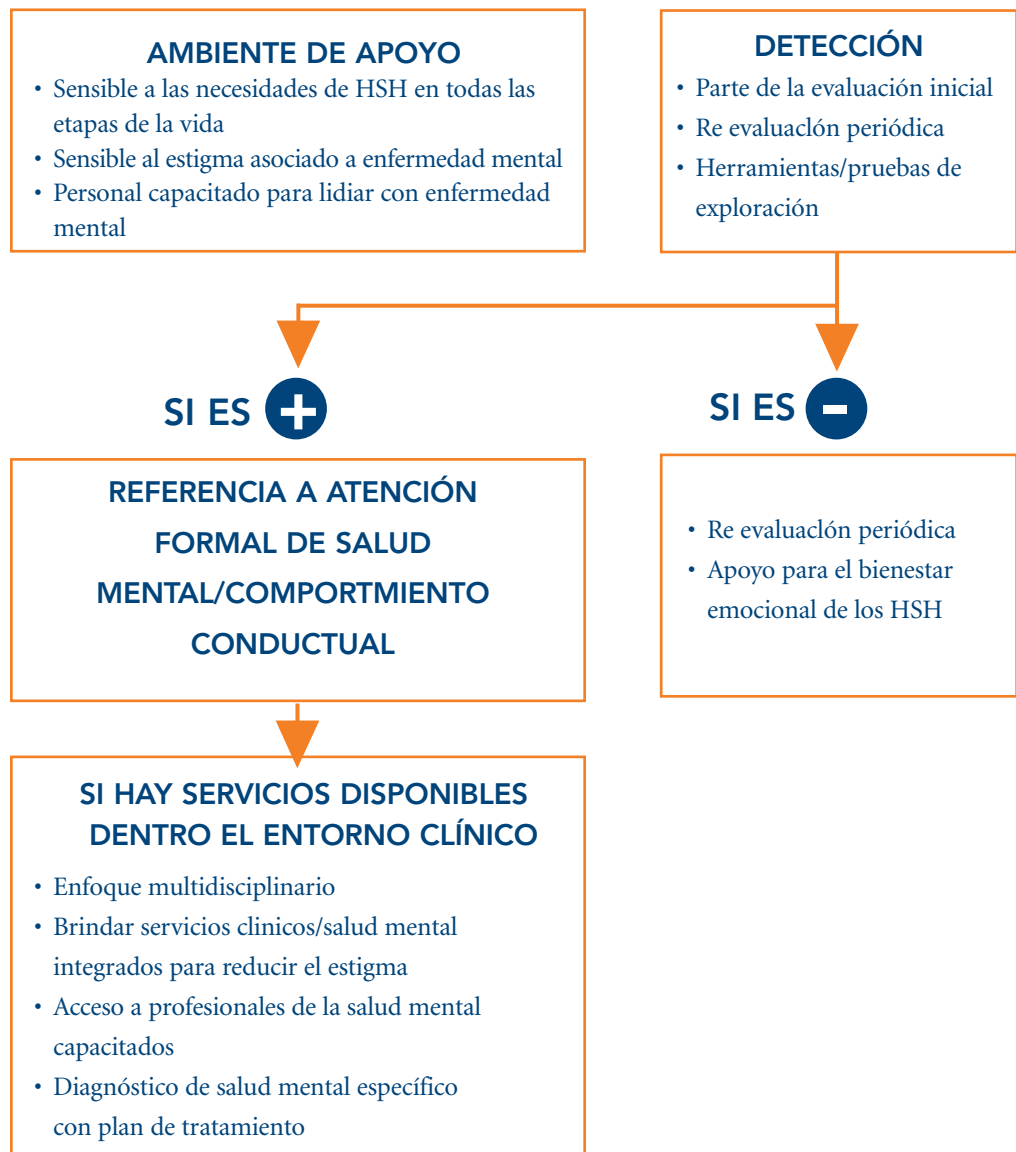 AMBIENTE DE APOYO
• Sensible a las necesidades de HSH en todas las
etapas de la vida
• Sensible al estigma asociado a enfermedad mental
• Personal capacitado para lidiar con enfermedad
mental
DETECCIÓN
• Parte de la evaluación inicial
• Re evaluaclón periódica
• Herramientas/pruebas de
exploración
SI ES +
SI ES -
REFERENCIA A ATENCIÓN
FORMAL DE SALUD
MENTAL/COMPORTMIENTO
CONDUCTUAL
• Re evaluaclón periódica
• Apoyo para el bienestar
emocional de los HSH
SI HAY SERVICIOS DISPONIBLES
DENTRO EL ENTORNO CLÍNICO
• Enfoque multidisciplinario
• Brindar servicios clinicos/salud mental
integrados para reducir el estigma
• Acceso a profesionales de la salud mental
capacitados
• Diagnóstico de salud mental específico
con plan de tratamiento